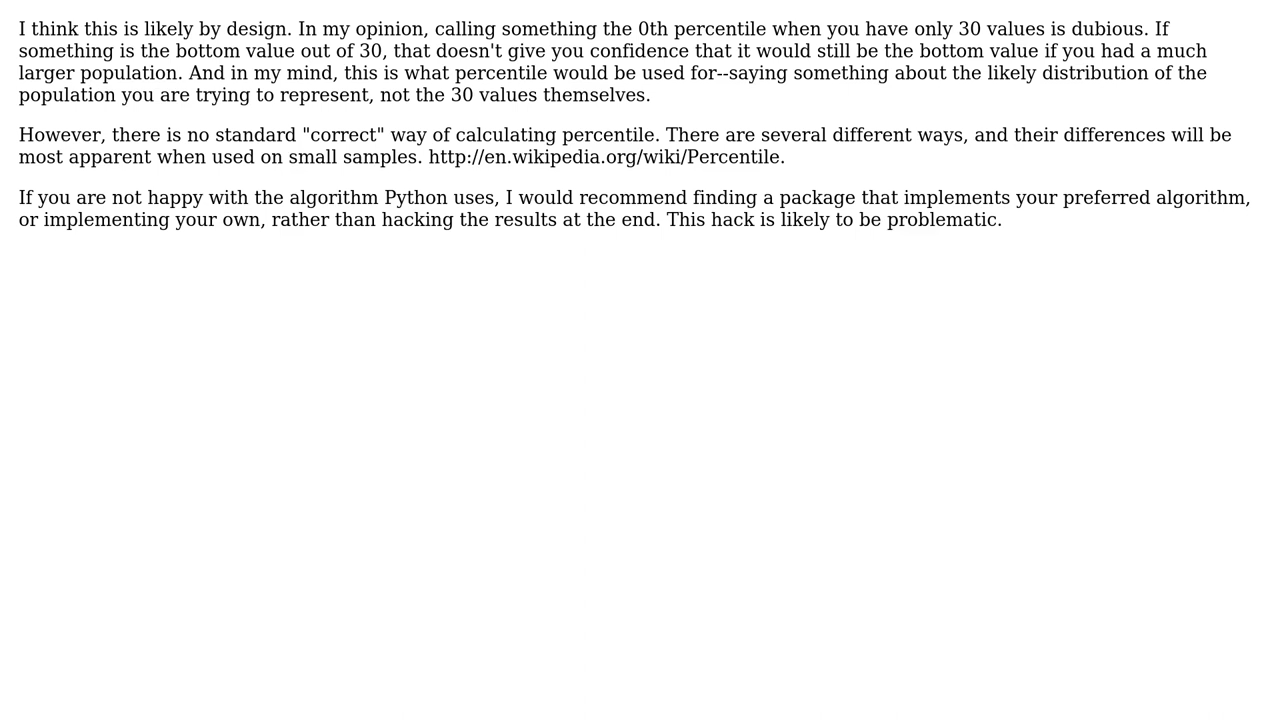 I think this is likely by design. In my opinion, calling something the 0th percentile when you have only 30 values is dubious. If
something is the bottom value out of 30, that doesn't give you confidence that it would still be the bottom value if you had a much
larger population. And in my mind, this is what percentile would be used for--saying something about the likely distribution of the
population you are trying to represent, not the 30 values themselves.
However, there is no standard "correct" way of calculating percentile. There are several different ways, and their differences will be
most apparent when used on small samples. http://en.wikipedia.org/wiki/Percentile.
If you are not happy with the algorithm Python uses, I would recommend finding a package that implements your preferred algorithm,
or implementing your own, rather than hacking the results at the end. This hack is likely to be problematic.